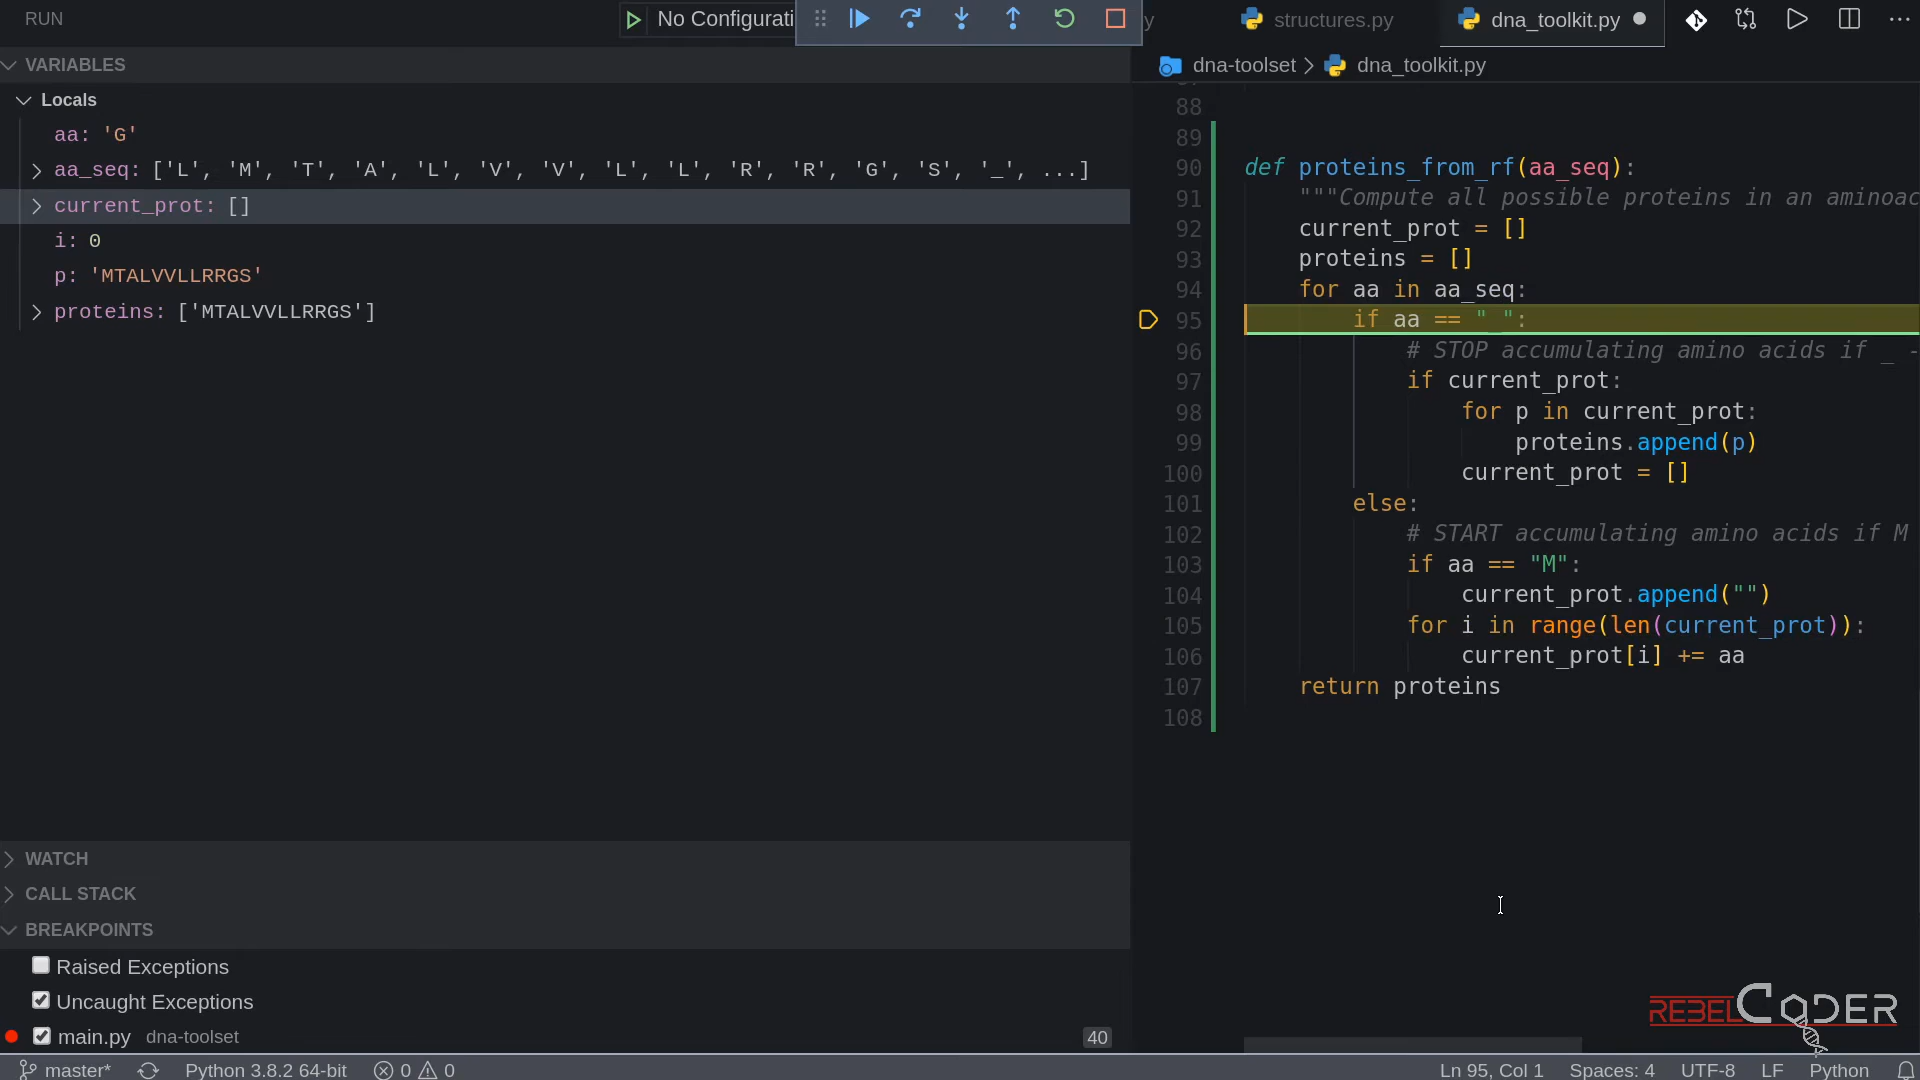 RUN
No Configurati
y
structures.py
dna_toolkit.py
VARIABLES
dna-toolset > dna_toolkit.py
Locals
aa: 'G'
aa_seq: ['L', 'M', 'T', 'A', 'L', 'V', 'V', 'L', 'L', 'R', 'R', 'G', 'S', '_', ...]
current_prot: []
i: 0
p: 'MTALVVLLRRGS'
proteins: ['MTALVVLLRRGS']
88
89
90 def proteins_from_rf(aa_seq):
91 """Compute all possible proteins in an aminoac
92 current_prot = []
93 proteins = []
94 for aa in aa_seq:
95 if aa == "_":
96 # STOP accumulating amino acids if _ -
97 if current_prot:
98 for p in current_prot:
99 proteins.append(p)
100 current_prot = []
101 else:
102 # START accumulating amino acids if M
103 if aa == "M":
104 current_prot.append("")
105 for i in range(len(current_prot)):
106 current_prot[i] += aa
107 return proteins
108
WATCH
CALL STACK
BREAKPOINTS
Raised Exceptions
Uncaught Exceptions
main.py dna-toolset 40
REBELCODER
master* Python 3.8.2 64-bit 0 0 Ln 95, Col 1 Spaces: 4 UTF-8 LF Python